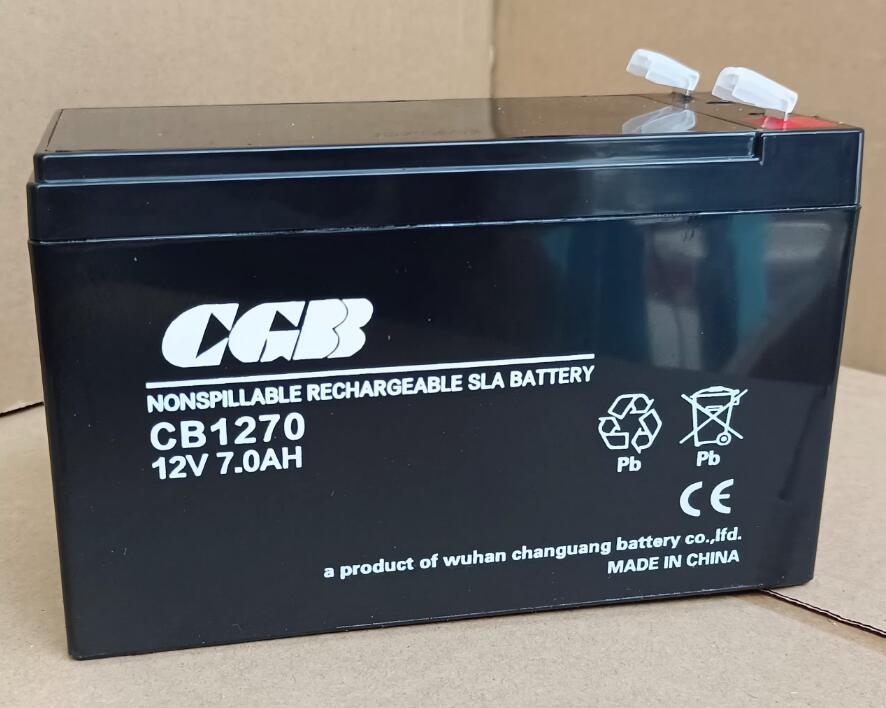 CGB
NONSPILLABLE RECHARGEABLE SLA BATTERY
CB1270
12V 7.0AH
Pb
Pb
CE
a product of wuhan changuang battery co.,lfd.
MADE IN CHINA